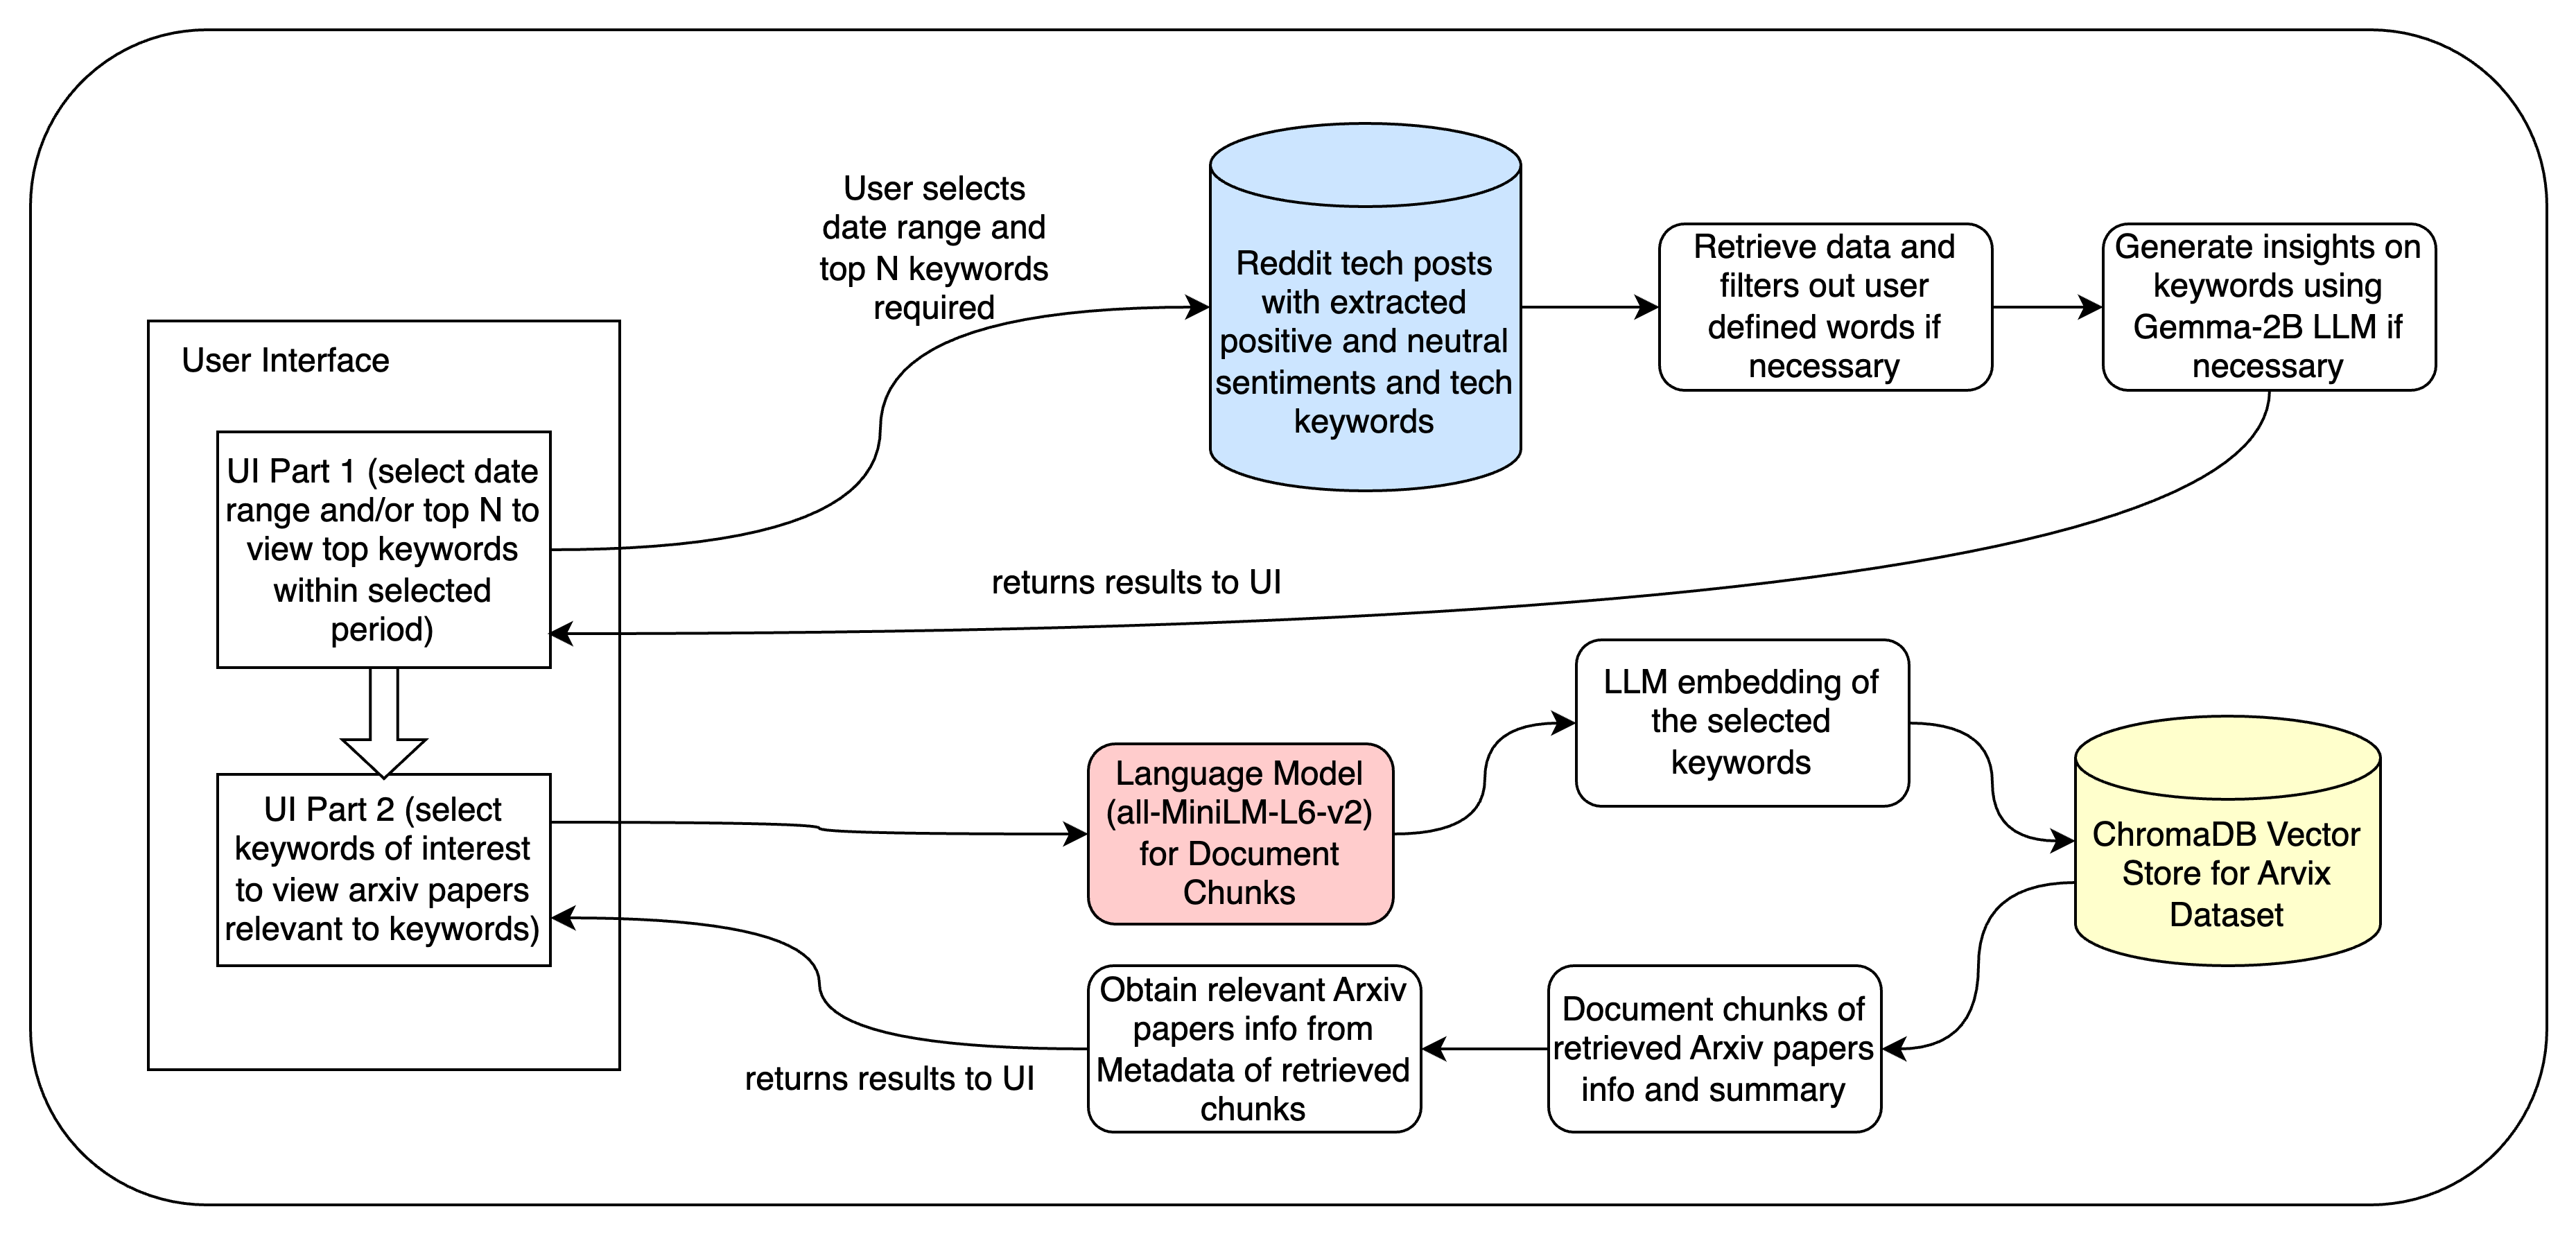 User selects
date range and
top N keywords
required
Reddit tech posts
with extracted
positive and neutral
sentiments and tech
keywords
Retrieve data and
filters out user
defined words if
necessary
Generate insights on
keywords using
Gemma-2B LLM if
necessary
User Interface
UI Part 1 (select date
range and/or top N to
view top keywords
within selected
period)
returns results to UI
UI Part 2 (select
keywords of interest
to view arxiv papers
relevant to keywords)
Language Model
(all-MiniLM-L6-v2)
for Document
Chunks
LLM embedding of
the selected
keywords
ChromaDB Vector
Store for Arvix
Dataset
Document chunks of
retrieved Arxiv papers
info and summary
Obtain relevant Arxiv
papers info from
Metadata of retrieved
chunks
returns results to UI